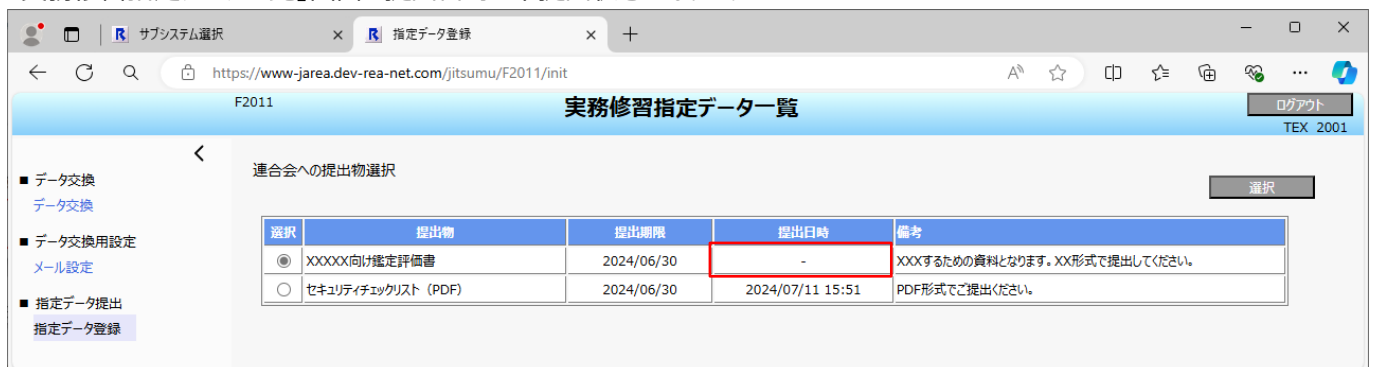 サブシステム選択
指定データ登録
https://www-jarea.dev-rea-net.com/jitsumu/F2011/init
F2011
実務修習指定データ一覧
ログアウト
TEX 2001
連合会への提出物選択
選択
■ データ交換
データ交換
■ データ交換用設定
メール設定
■ 指定データ提出
指定データ登録
選択 提出物 提出期限 提出日時 備考
XXXXX向け鑑定評価書 2024/06/30 - XXXするための資料となります。XX形式で提出してください。
セキュリティチェックリスト（PDF） 2024/06/30 2024/07/11 15:51 PDF形式でご提出ください。